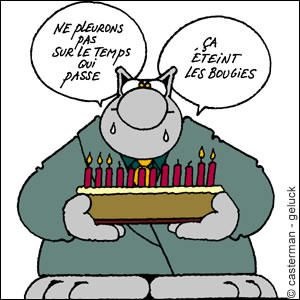 NE PLEURONS
PAS
SUR LE TEMPS
QUI
PASSE
ÇA
ÉTEINT
LES BOUGIES
© casterman - geluck